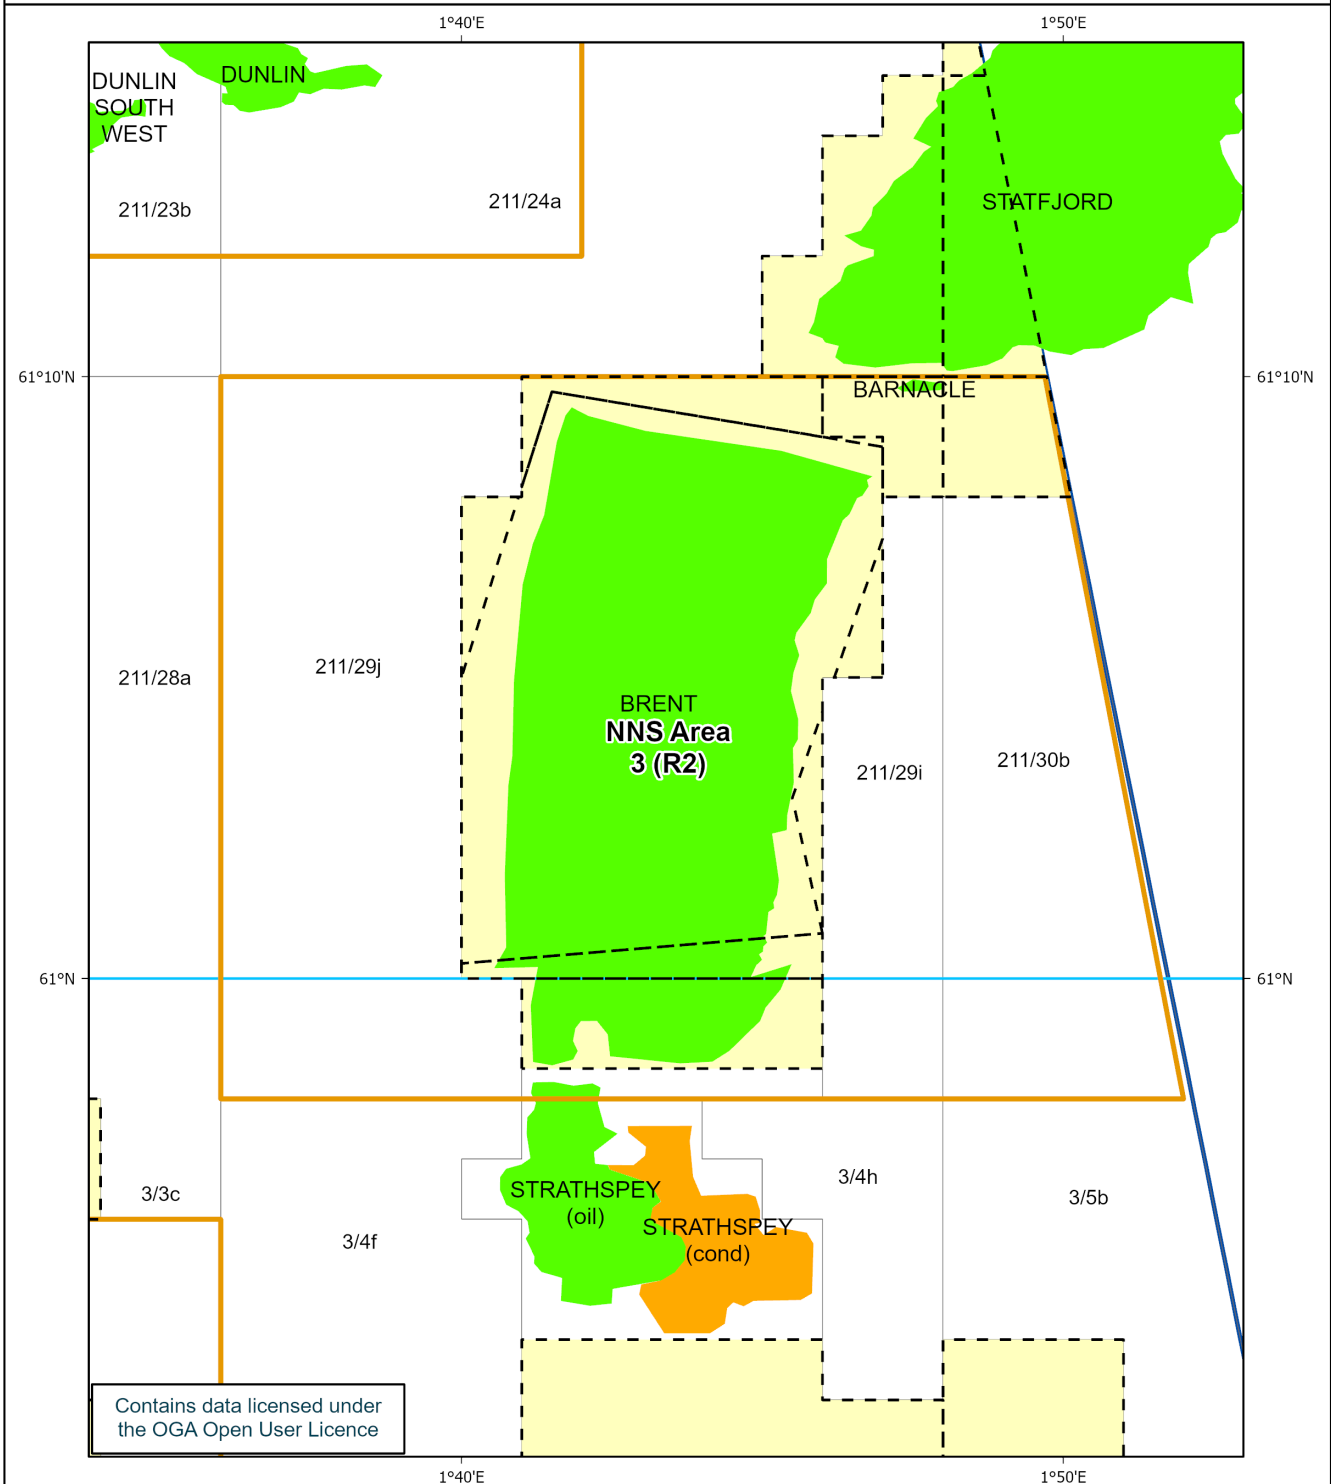 1°40'E
1°50'E
DUNLIN
DUNLIN
SOUTH
WEST
211/23b
211/24a
STATFJORD
61°10'N
61°10'N
BARNACLE
211/28a
211/29j
BRENT
NNS Area
3 (R2)
211/29i
211/30b
61°N
61°N
3/3c
3/4f
STRATHSPEY
(oil)
STRATHSPEY
(cond)
3/4h
3/5b
Contains data licensed under
the OGA Open User Licence
1°40'E
1°50'E